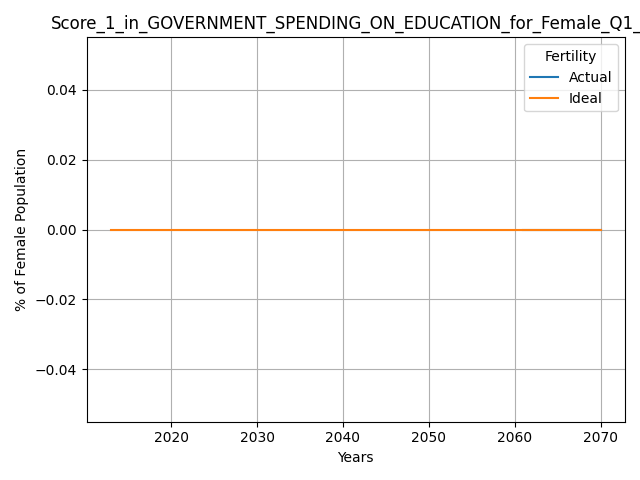 Score_1_in_GOVERNMENT_SPENDING_ON_EDUCATION_for_Female_Q1_
Fertility
Actual
Ideal
0.04
0.02
0.00
−0.02
−0.04
% of Female Population
2020 2030 2040 2050 2060 2070
Years